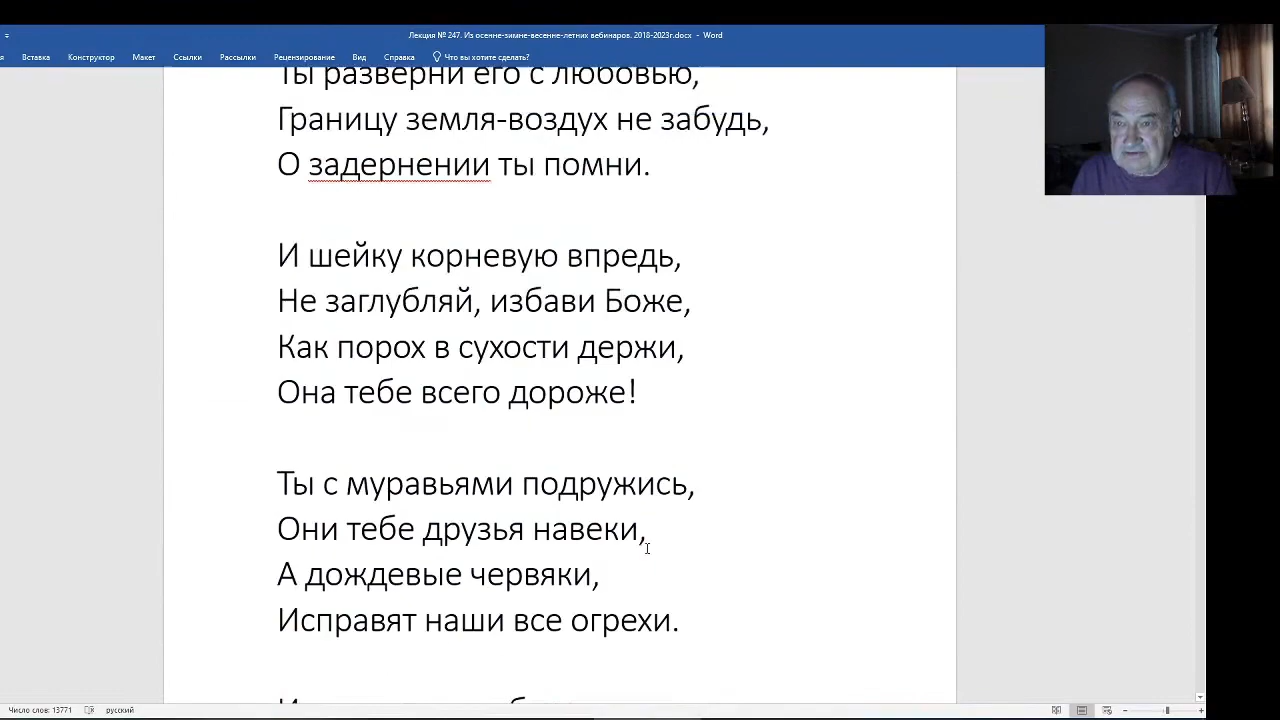 Лекция № 247. Из осенне-зимне-весенне-летних вебинаров. 2018-2023г.docx - Word
Вставка Конструктор Макет Ссылки Рассылки Рецензирование Вид Справка Что вы хотите сделать?
Ты разверни его с любовью,
Границу земля-воздух не забудь,
О задернении ты помни.
И шейку корневую впредь,
Не заглубляй, избави Боже,
Как порох в сухости держи,
Она тебе всего дороже!
Ты с муравьями подружись,
Они тебе друзья навеки,
А дождевые червяки,
Исправят наши все огрехи.
Число слов: 13771 русский